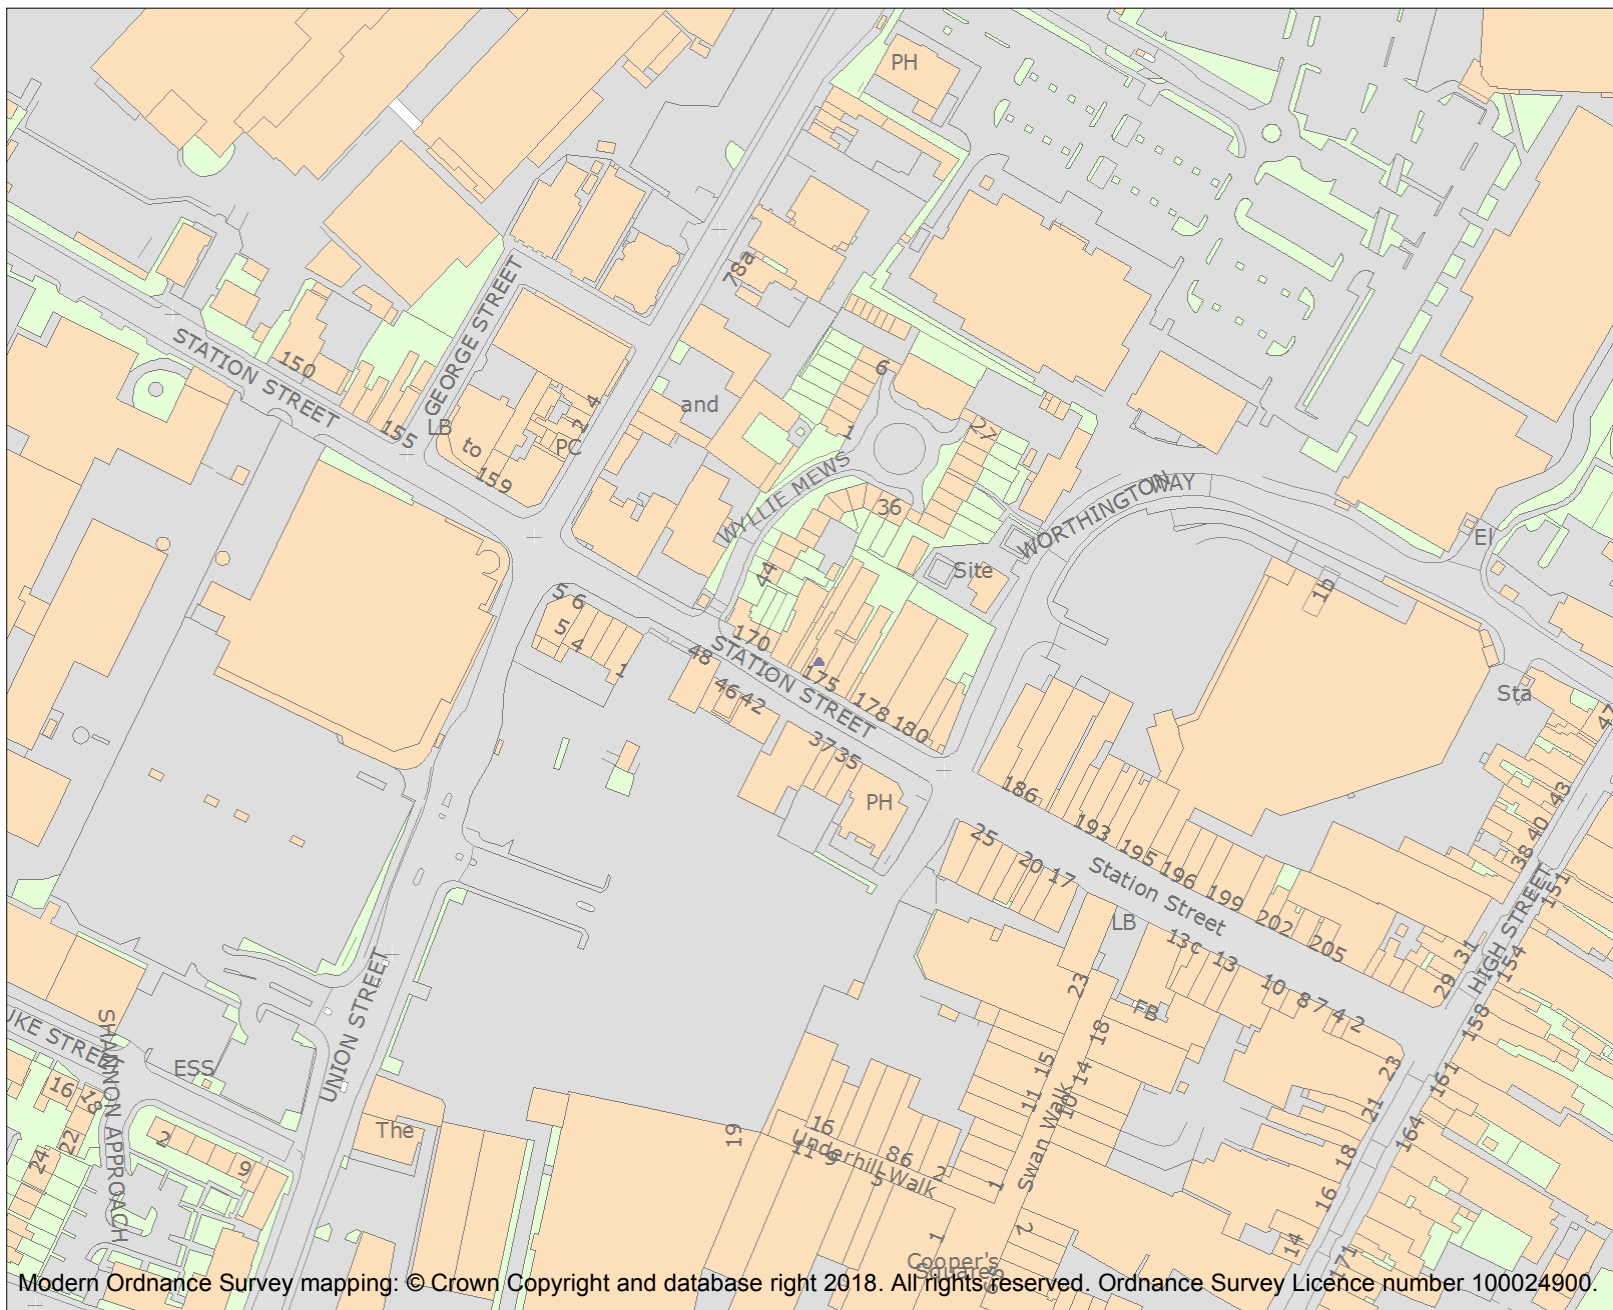 PH
78a
GEORGE STREET
STATION STREET
150
155
LB
to
159
2 4
PC
and
6
1
27
WYLLIE MEWS
36
WORTHINGTON
WAY
El
Site
44
1b
5 6
5 4
1
170
48
STATION STREET
175
178
180
46 42
37 35
PH
Sta
47
186
193
195
196
199
202
205
25
20 17
Station Street
43
40
38
151
HIGH STREET
31
29
154
158
LB
13c
13
10
8 7 4 2
23
FB
23
18
15
14
11
10
Swan Walk
1
2
161
21
164
18
16
14
171
UNION STREET
UKE STREET
SHANNON APPROACH
ESS
16
18
22
24
2
9
The
19
16
Underhill Walk
11 9
8 6
5
2
1
Cooper's
Square
Modern Ordnance Survey mapping: © Crown Copyright and database right 2018. All rights reserved. Ordnance Survey Licence number 100024900.